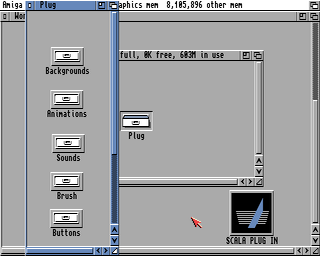 Amiga
Plug
aphics mem 8,105,896 other mem
Wor
full, 0K free, 603M in use
Backgrounds
Animations
Plug
Sounds
Brush
Buttons
SCALA PLUG IN